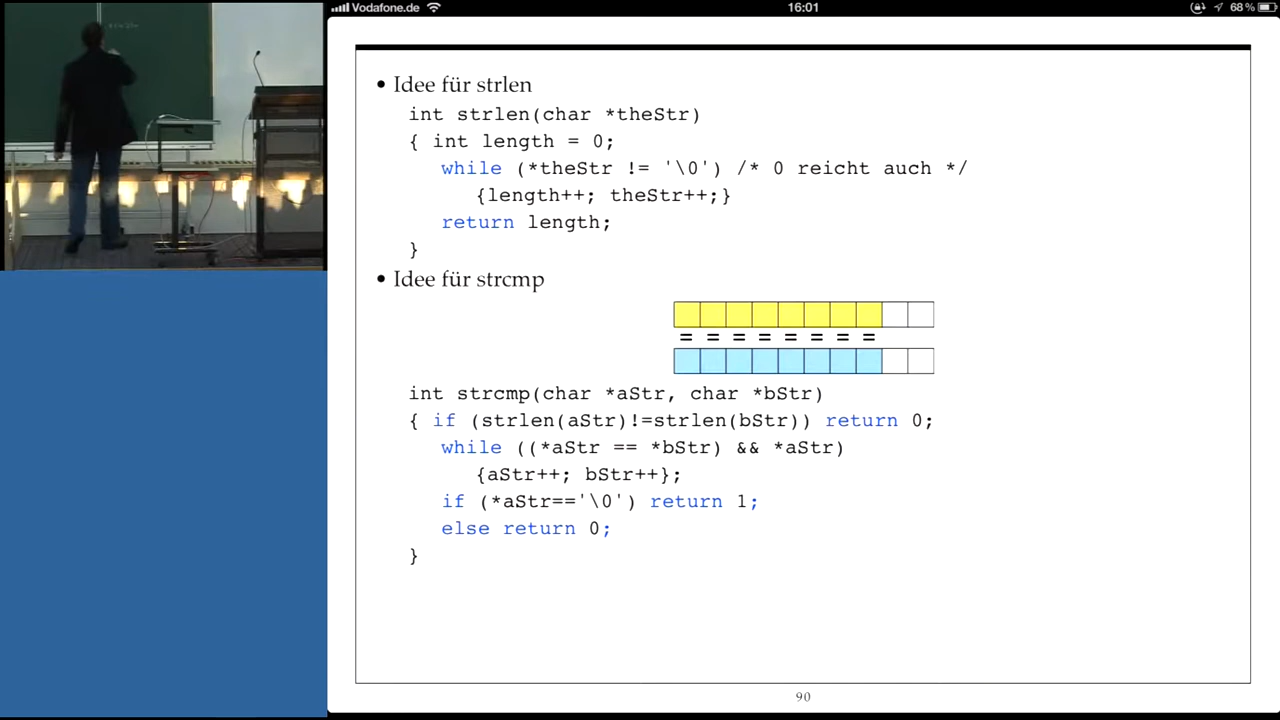 Vodafone.de
16:01
68 %
• Idee für strlen
int strlen(char *theStr)
{ int length = 0;
while (*theStr != '\0') /* 0 reicht auch */
{length++; theStr++;}
return length;
}
• Idee für strcmp
= = = = = = = =
int strcmp(char *aStr, char *bStr)
{ if (strlen(aStr)!=strlen(bStr)) return 0;
while ((*aStr == *bStr) && *aStr)
{aStr++; bStr++};
if (*aStr=='\0') return 1;
else return 0;
}
90